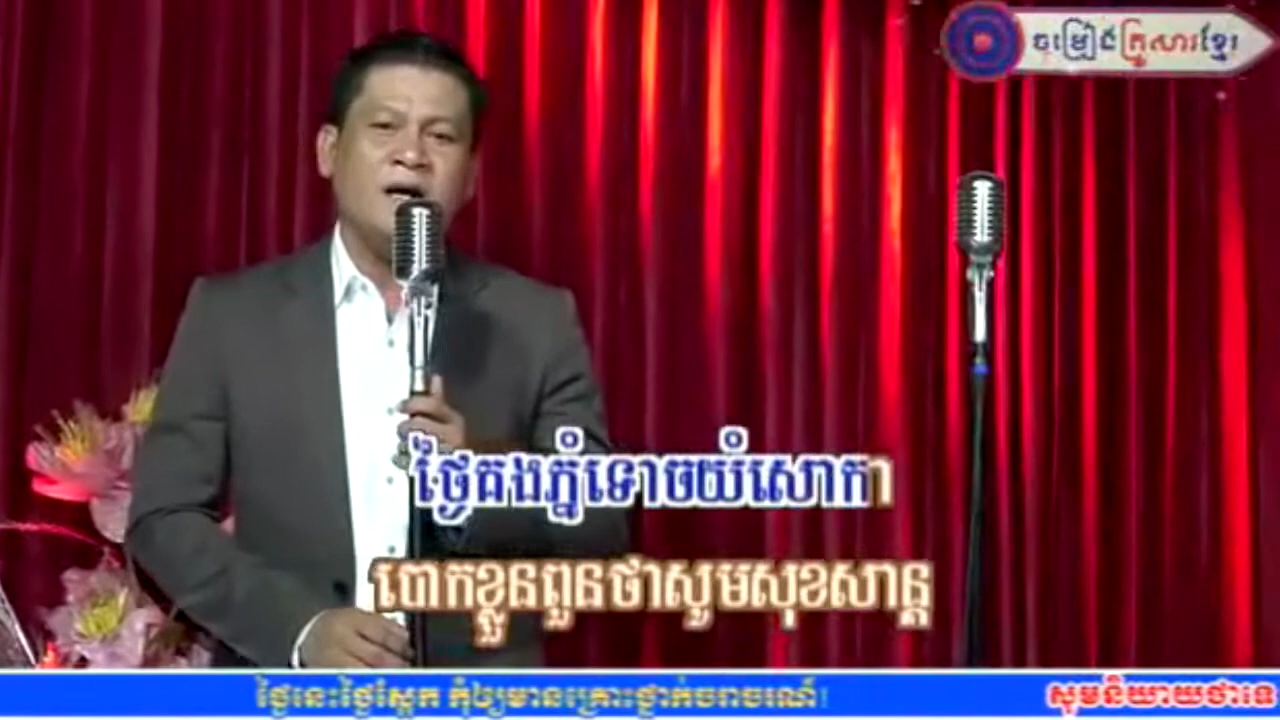 ចម្រៀងគ្រួសារខ្មែរ
ថ្ងៃគងភ្នំទោចយំសោកា
បោកខ្លួនពួនថាសូមសុខសាន្ត
ថ្ងៃនេះថ្ងៃស្អែក កុំឲ្យមានគ្រោះថ្នាក់ចរាចរណ៍!
សូមនិយាយថាទេ